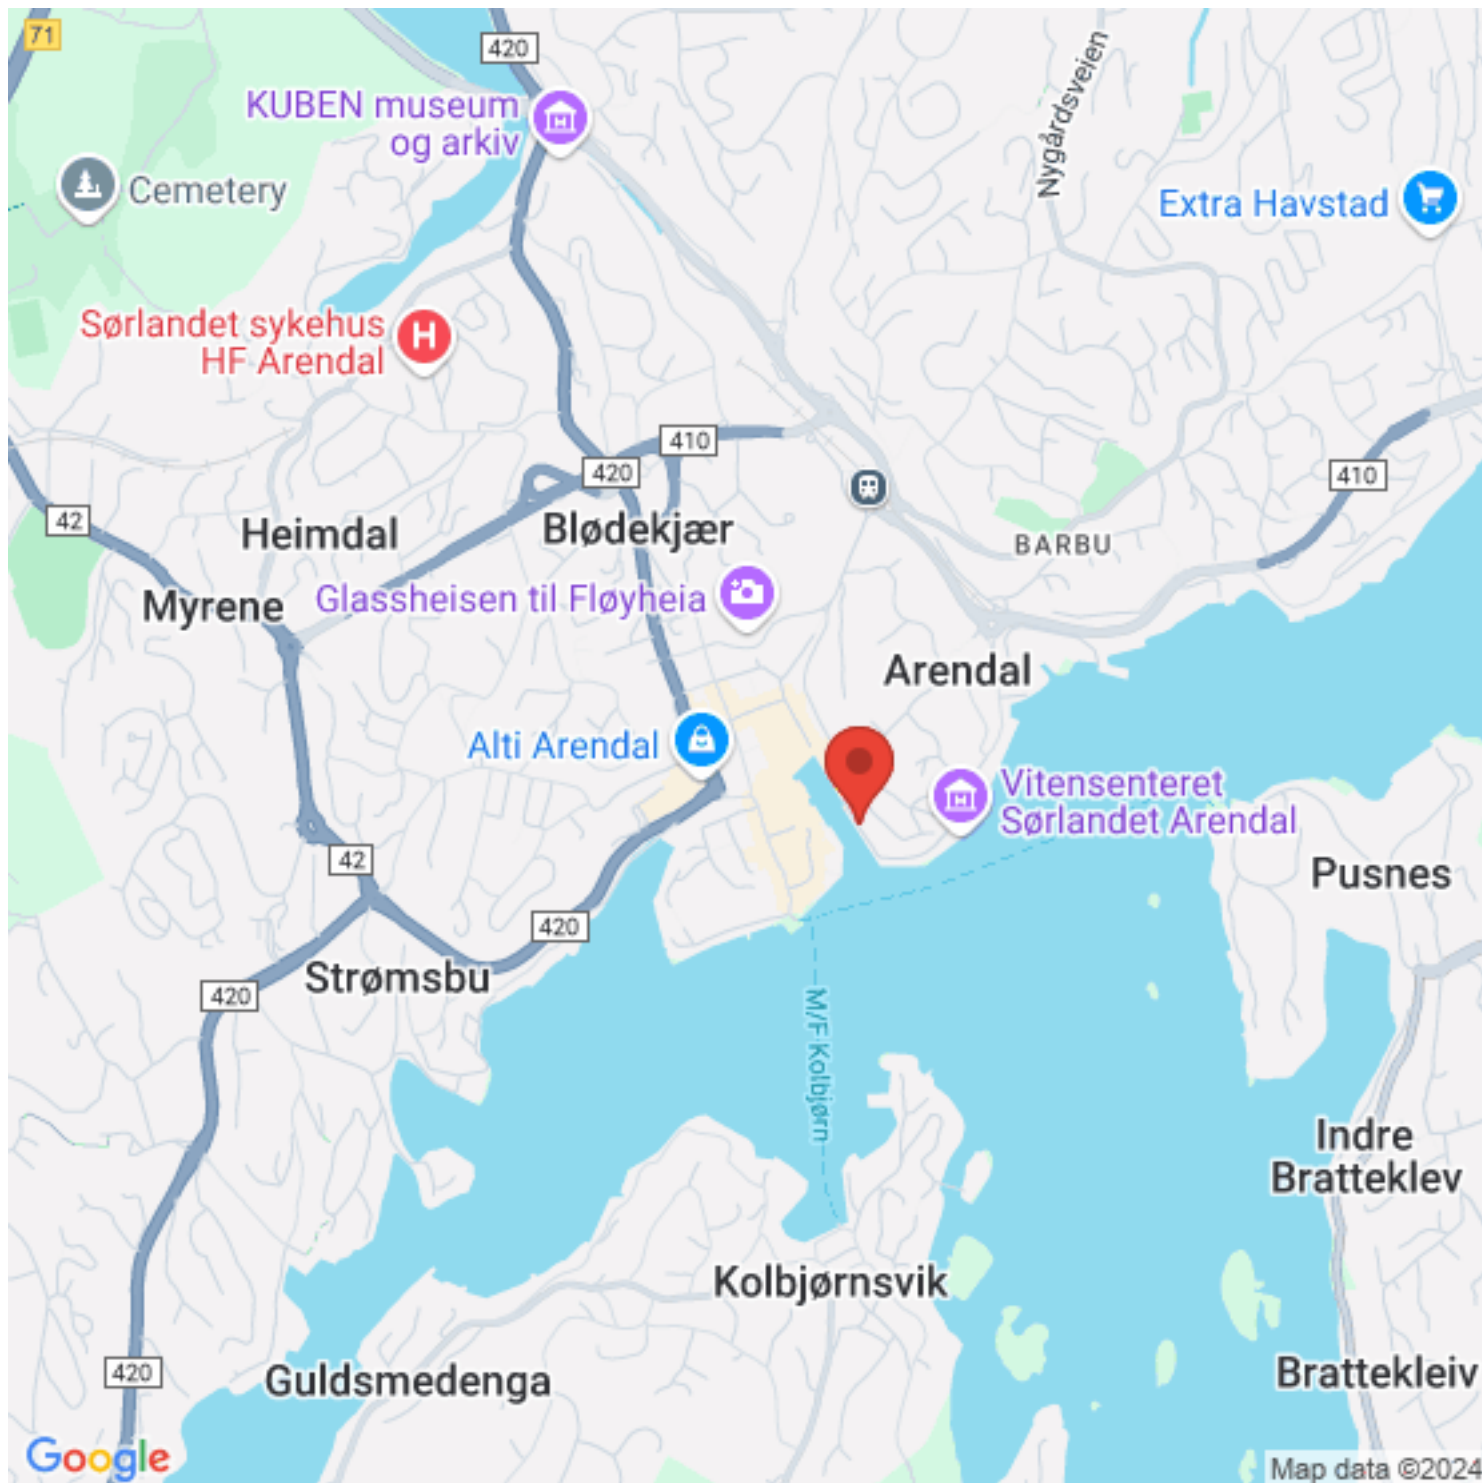 71
420
KUBEN museum
og arkiv
Nygårdsveien
Cemetery
Extra Havstad
Sørlandet sykehus
HF Arendal
H
410
420
410
42
Heimdal
Blødekjær
BARBU
Myrene
Glassheisen til Fløyheia
Arendal
Alti Arendal
Vitensenteret
Sørlandet Arendal
42
Pusnes
420
Strømsbu
420
M/F Kolbjørn
Indre
Bratteklev
Kolbjørnsvik
420
Guldsmedenga
Brattekleiv
Google
Map data ©2024